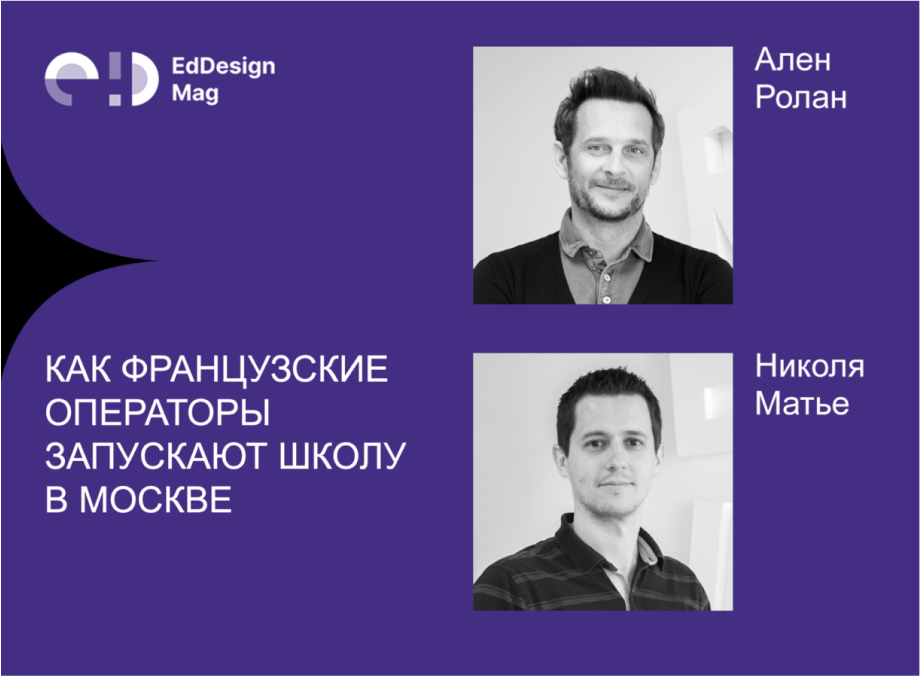 EdDesign
Mag
Ален
Ролан
КАК ФРАНЦУЗСКИЕ
ОПЕРАТОРЫ
ЗАПУСКАЮТ ШКОЛУ
В МОСКВЕ
Николя
Матье